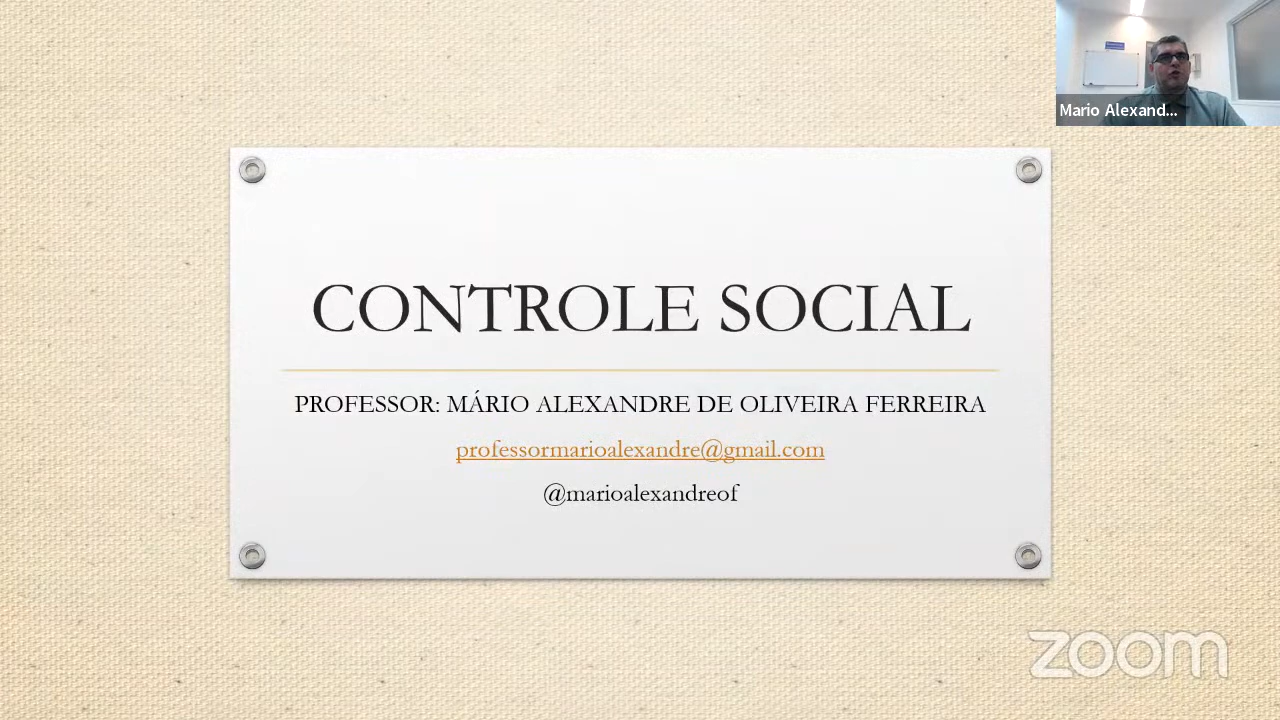 Mario Alexand...
CONTROLE SOCIAL
PROFESSOR: MÁRIO ALEXANDRE DE OLIVEIRA FERREIRA
professormarioalexandre@gmail.com
@marioalexandreof
zoom